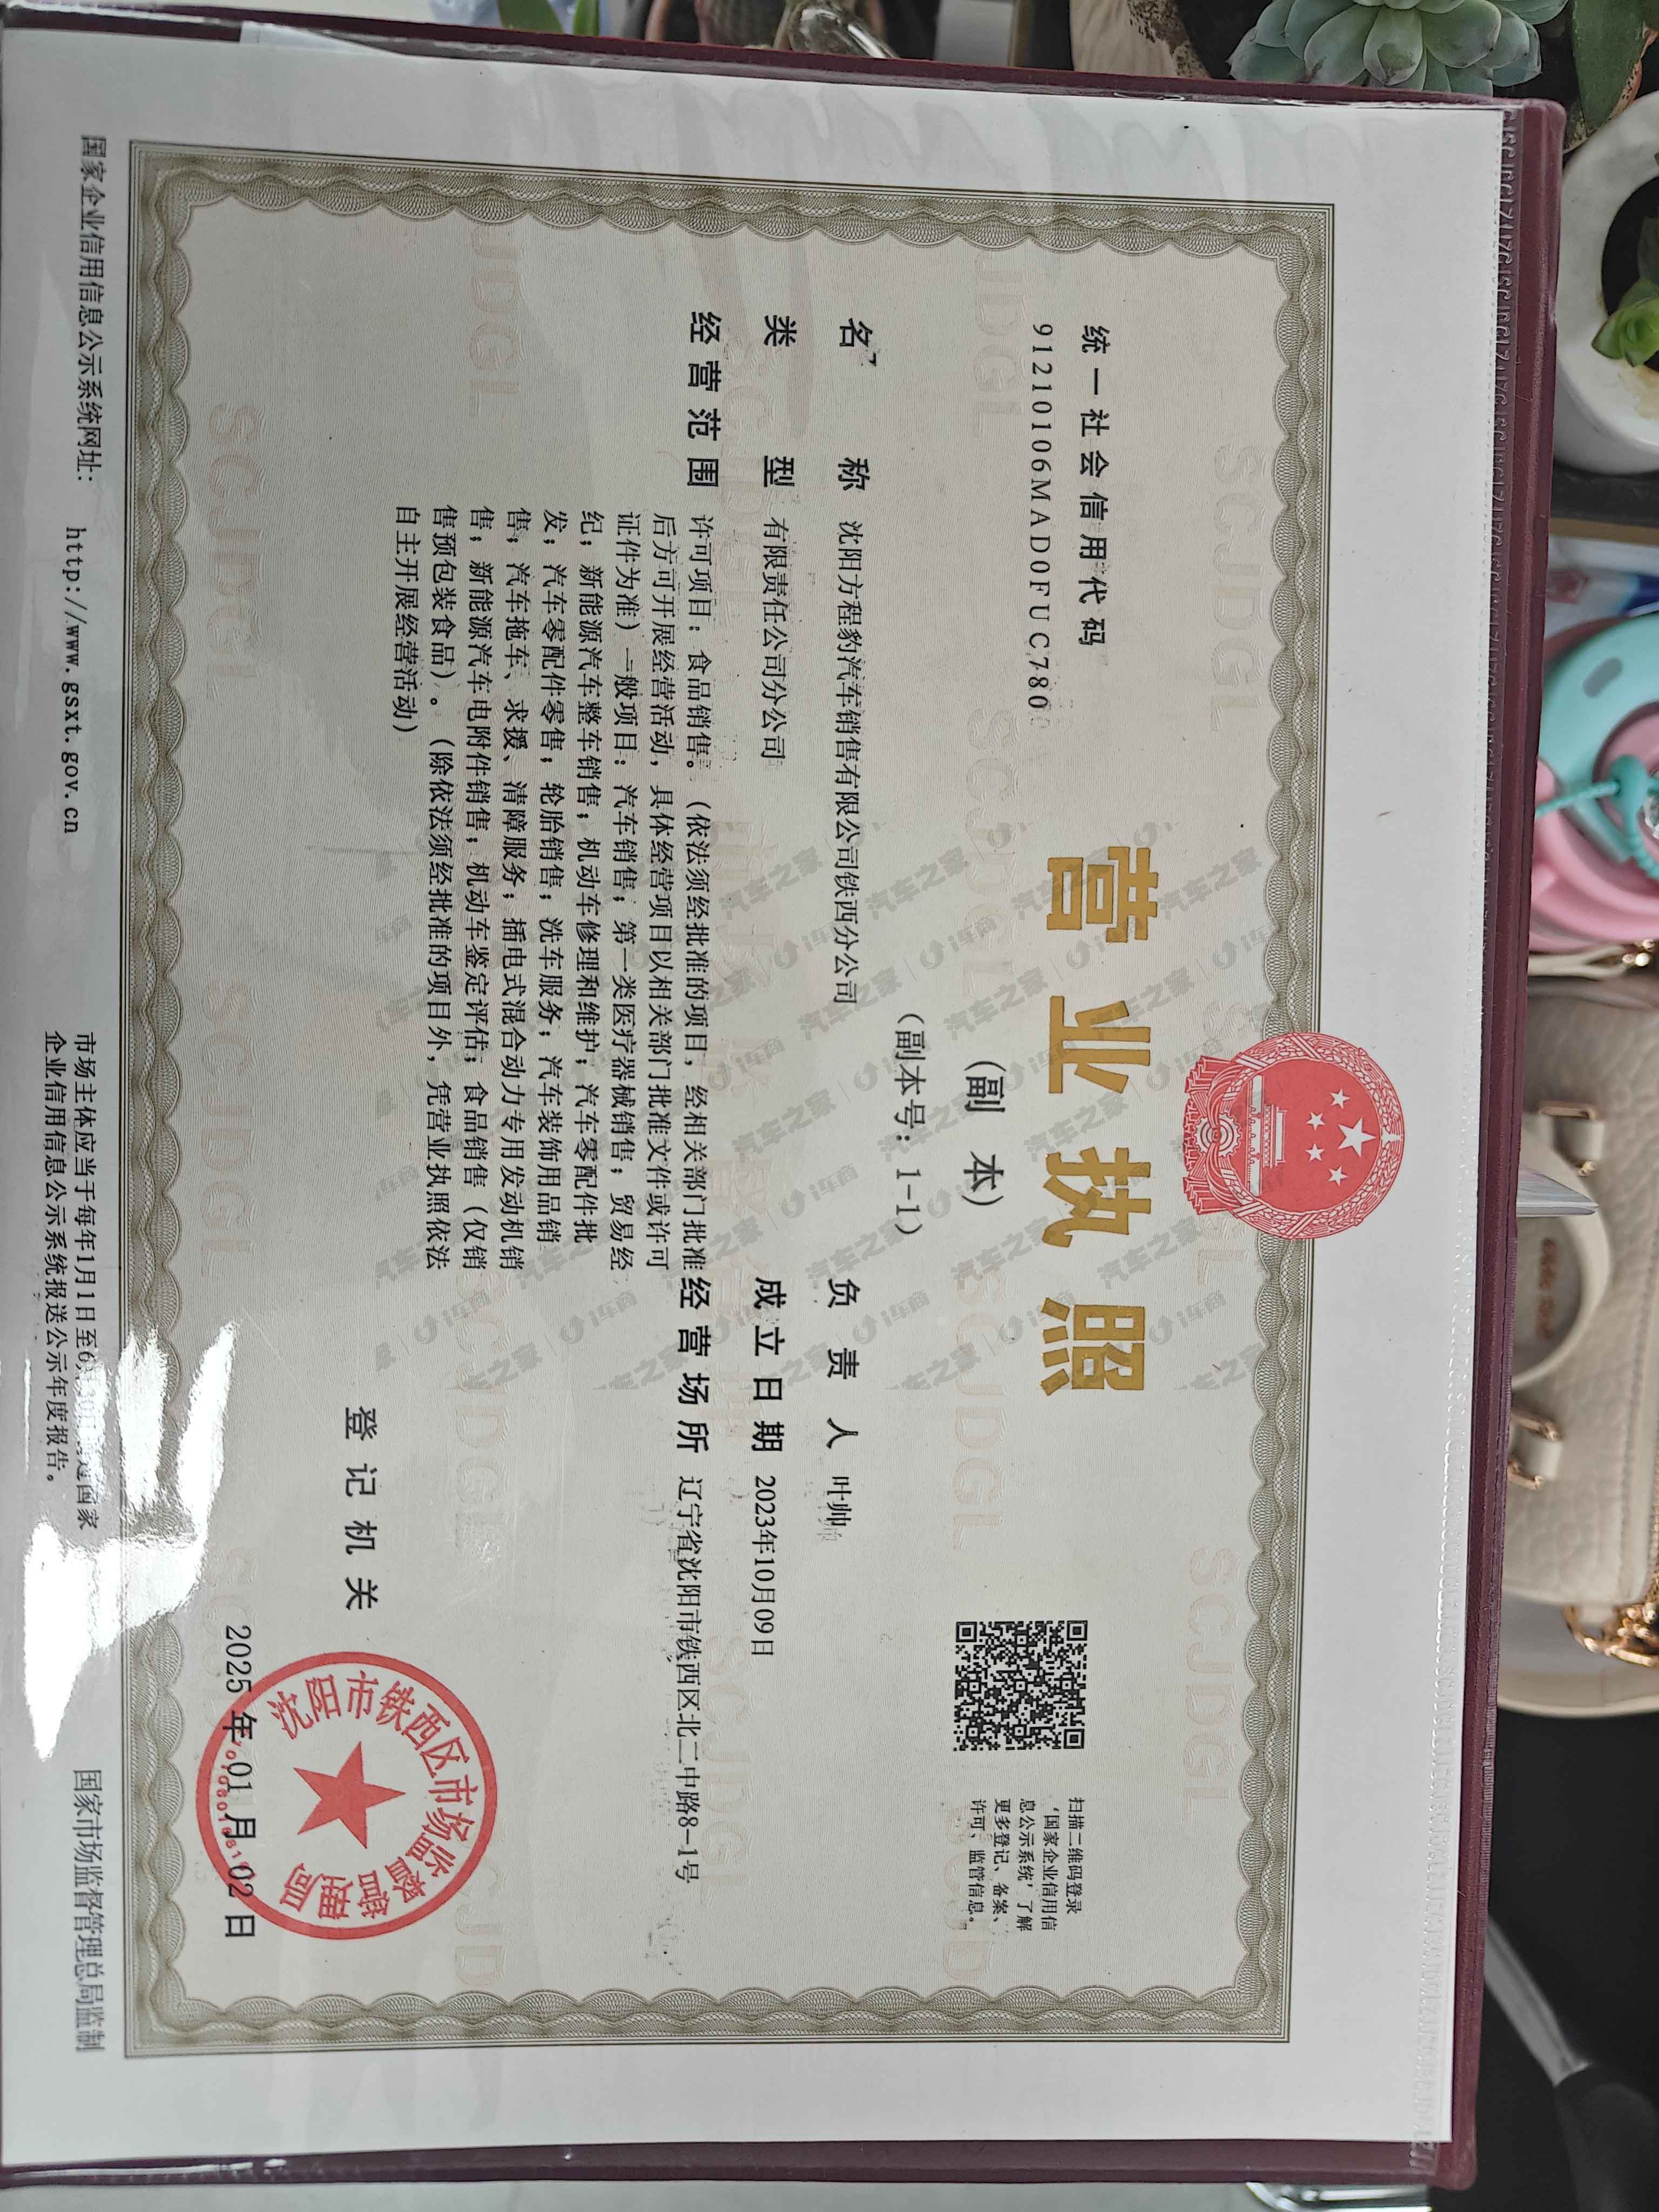 统一社会信用代码
91210106MAD0FUC780
营业执照
(副 本)
(副本号: 1-1)
扫描二维码登录
‘国家企业信用信
息公示系统’了解
更多登记、备案、
许可、监管信息。
名 称 沈阳方程豹汽车销售有限公司铁西分公司
类 型 有限责任公司分公司
经 营 范 围 许可项目：食品销售。（依法须经批准的项目，经相关部门批准
后方可开展经营活动，具体经营项目以相关部门批准文件或许可
证件为准）一般项目：汽车销售；第一类医疗器械销售；贸易经
纪；新能源汽车整车销售；机动车修理和维护；汽车零配件批
发；汽车零配件零售；轮胎销售；洗车服务；汽车装饰用品销
售；汽车拖车、求援、清障服务；插电式混合动力专用发动机销
售；新能源汽车电附件销售；机动车鉴定评估；食品销售（仅销
售预包装食品）。（除依法须经批准的项目外，凭营业执照依法
自主开展经营活动）
负 责 人 叶帅
成 立 日 期 2023年10月09日
经 营 场 所 辽宁省沈阳市铁西区北二中路8-1号
登 记 机 关
沈阳市铁西区市场监督管理局
2025 年 01 月 02 日
国家企业信用信息公示系统网址: http://www.gsxt.gov.cn
市场主体应当于每年1月1日至6月30日通过国家
企业信用信息公示系统报送公示年度报告。
国家市场监督管理总局监制
SCJDGL
汽车之家
i车商